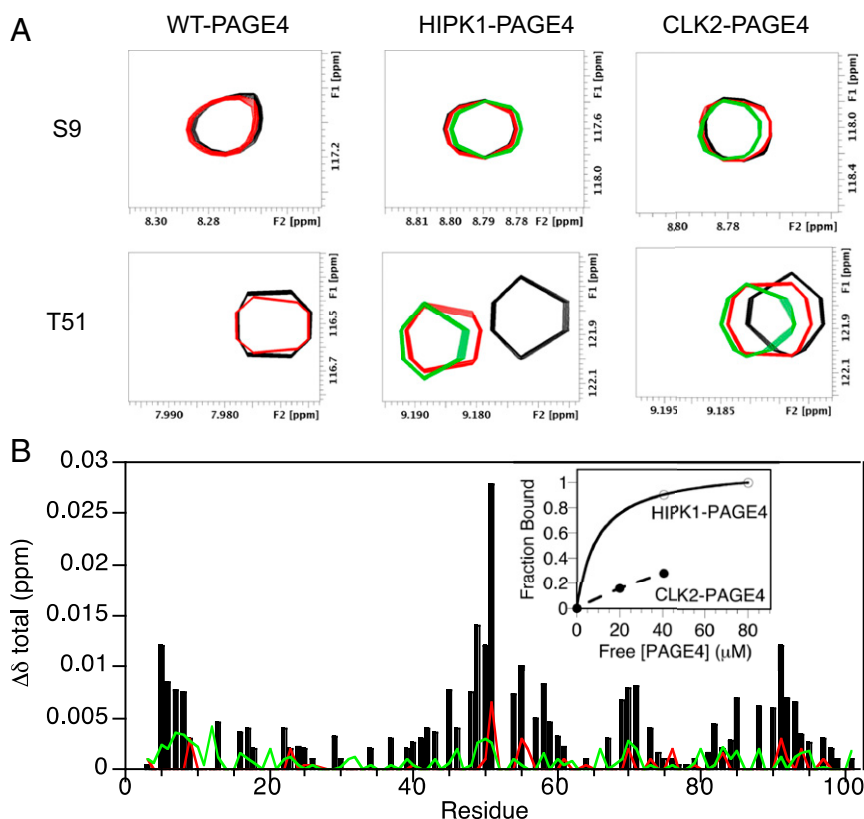 A
WT-PAGE4 HIPK1-PAGE4 CLK2-PAGE4
S9
F1 [ppm]
117.2
8.30 8.28 F2 [ppm]
F1 [ppm]
117.6
118.0
8.81 8.80 8.79 8.78 F2 [ppm]
F1 [ppm]
118.0
118.4
8.80 8.78 F2 [ppm]
T51
F1 [ppm]
116.5
116.7
7.990 7.980 F2 [ppm]
F1 [ppm]
121.9
122.1
9.190 9.180 F2 [ppm]
F1 [ppm]
121.9
122.1
9.195 9.185 F2 [ppm]
B
Δδ total (ppm)
0.03
0.025
0.02
0.015
0.01
0.005
0
0 20 40 60 80 100
Residue
Fraction Bound
1
0.8
0.6
0.4
0.2
0
HIPK1-PAGE4
CLK2-PAGE4
0 20 40 60 80
Free [PAGE4] (μM)